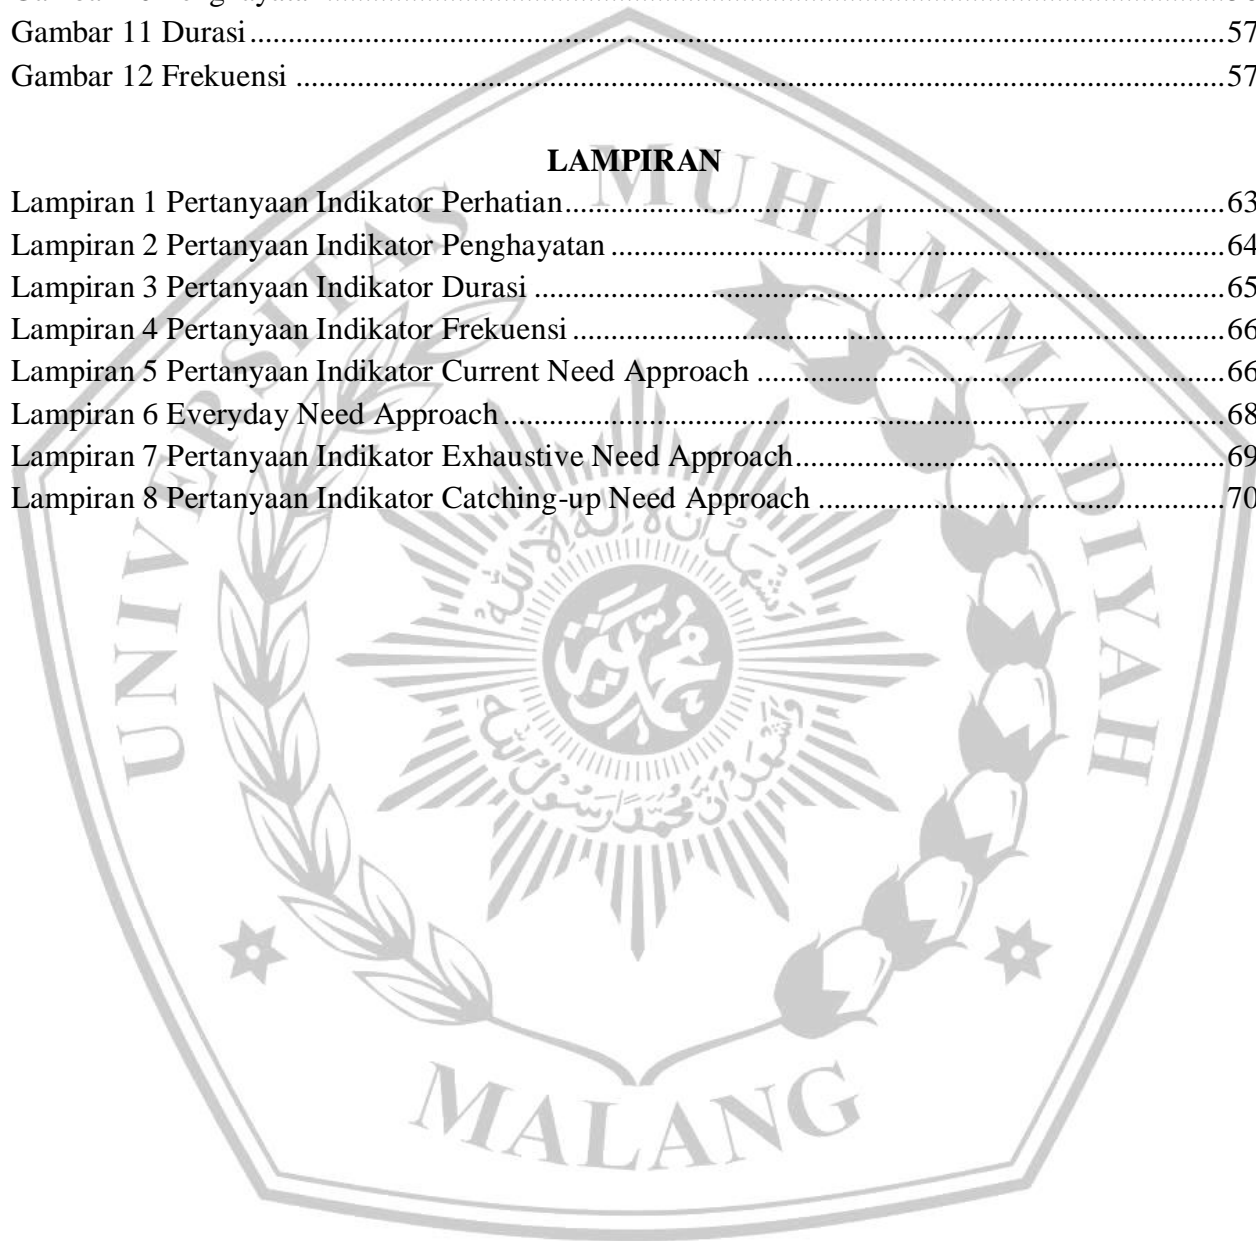 Gambar 11 Durasi ........ 57
Gambar 12 Frekuensi ........ 57
LAMPIRAN
Lampiran 1 Pertanyaan Indikator Perhatian ........ 63
Lampiran 2 Pertanyaan Indikator Penghayatan ........ 64
Lampiran 3 Pertanyaan Indikator Durasi ........ 65
Lampiran 4 Pertanyaan Indikator Frekuensi ........ 66
Lampiran 5 Pertanyaan Indikator Current Need Approach ........ 66
Lampiran 6 Everyday Need Approach ........ 68
Lampiran 7 Pertanyaan Indikator Exhaustive Need Approach ........ 69
Lampiran 8 Pertanyaan Indikator Catching-up Need Approach ........ 70
UNIVERSITAS MUHAMMADIYAH
MALANG